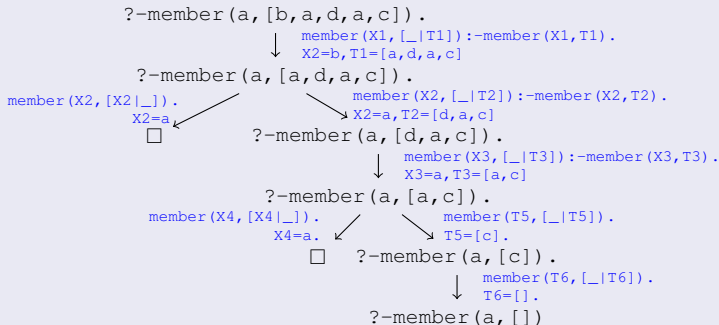 ?-member(a,[b,a,d,a,c]).
member(X1,[_|T1]):-member(X1,T1).
X2=b,T1=[a,d,a,c]
?-member(a,[a,d,a,c]).
member(X2,[X2|_]).
X2=a
member(X2,[_|T2]):-member(X2,T2).
X2=a,T2=[d,a,c]
□
?-member(a,[d,a,c]).
member(X3,[_|T3]):-member(X3,T3).
X3=a,T3=[a,c]
?-member(a,[a,c]).
member(X4,[X4|_]).
X4=a.
member(T5,[_|T5]).
T5=[c].
□
?-member(a,[c]).
member(T6,[_|T6]).
T6=[].
?-member(a,[])